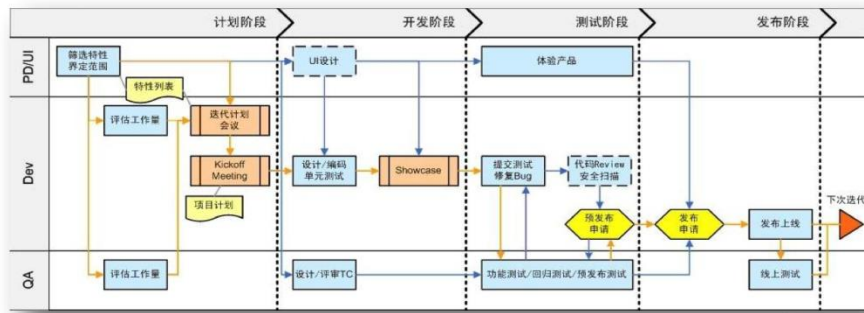 计划阶段
开发阶段
测试阶段
发布阶段
PD/UI
筛选特性
界定范围
UI设计
体验产品
特性列表
Dev
评估工作量
迭代计划
会议
Kickoff
Meeting
项目计划
设计/编码
单元测试
Showcase
提交测试
修复Bug
代码Review
安全扫描
预发布
申请
发布
申请
发布上线
下次迭代
QA
评估工作量
设计/评审TC
功能测试/回归测试/预发布测试
线上测试